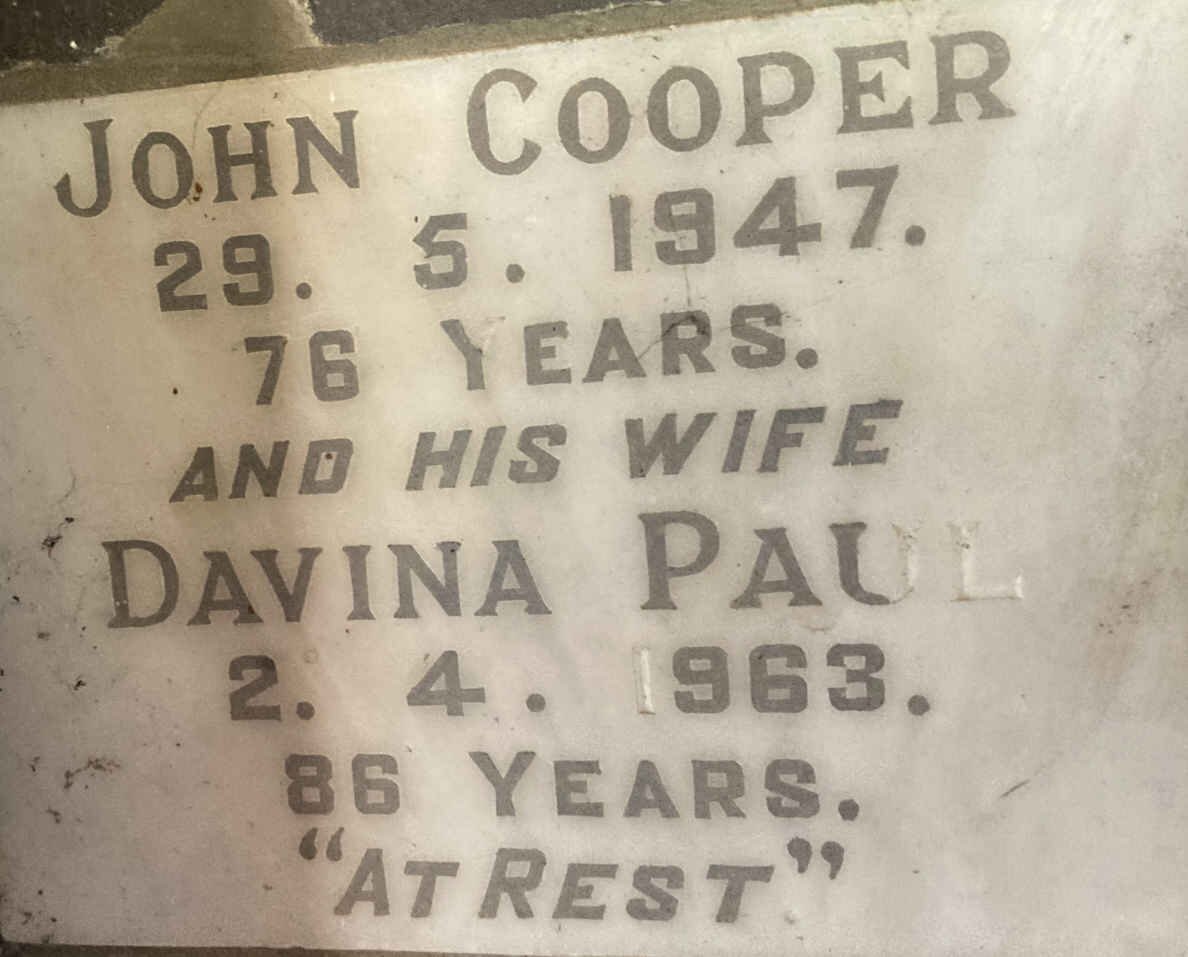 JOHN COOPER
29. 5. 1947.
76 YEARS.
AND HIS WIFE
DAVINA PAUL
2. 4. 1963.
86 YEARS.
"AT REST"